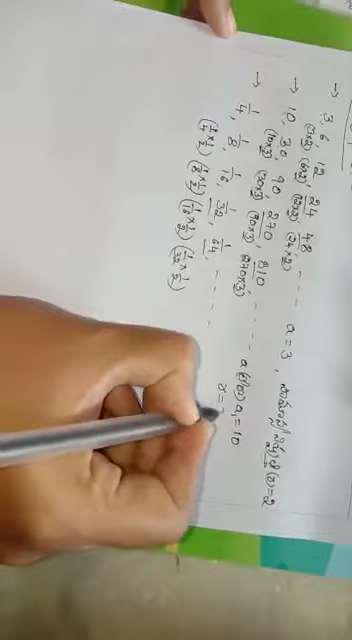 → 3, 6, 12, 24, 48 - - - a = 3, ಸಾಮಾನ್ಯ ನಿಷ್ಪತ್ತಿ (r) = 2
(3×2) (6×2) (12×2) (24×2)
→ 10, 30, 90, 270, 810 - - - - a ಅಥವಾ a₁ = 10
(10×3) (30×3) (90×3) (270×3)
r =
→ 1/4, 1/8, 1/16, 1/32, 1/64, - - - -
(1/4×1/2) (1/8×1/2) (1/16×1/2) (1/32×1/2)